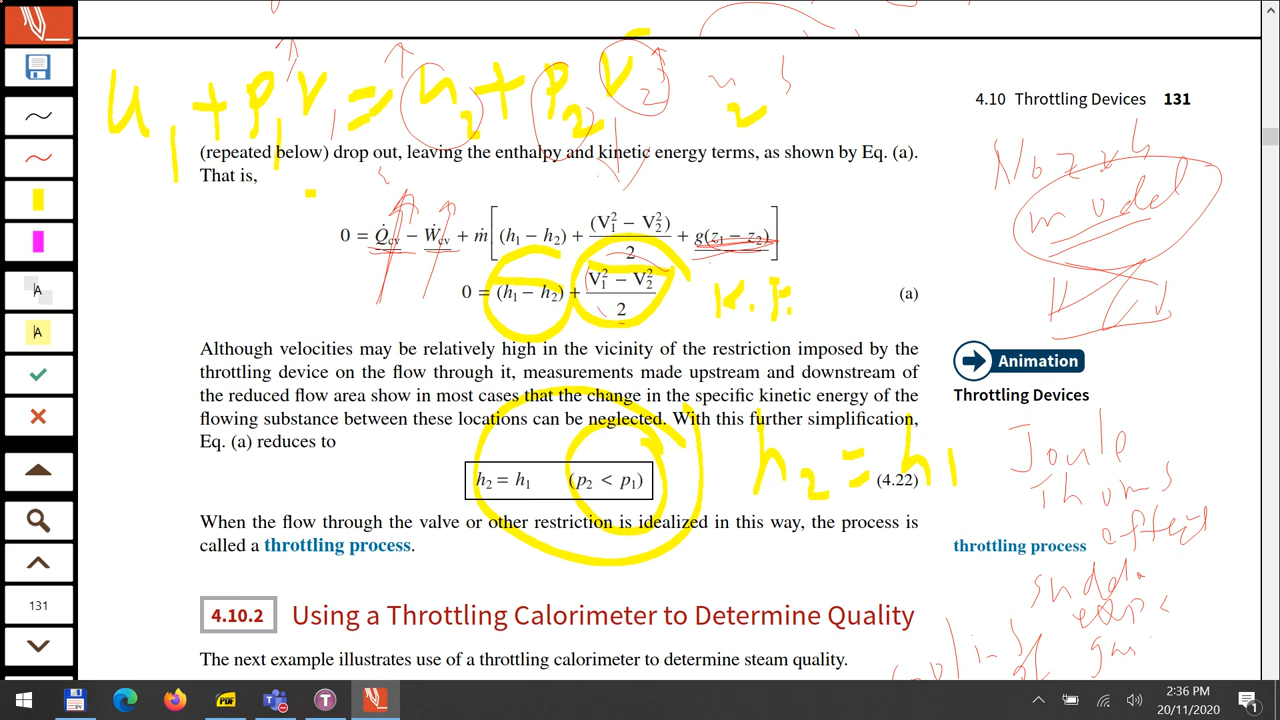 u1 + p1v1 = u2 + p2v2
4.10 Throttling Devices 131
(repeated below) drop out, leaving the enthalpy and kinetic energy terms, as shown by Eq. (a).
That is,
0 = Q̇cv − Ẇcv + ṁ[(h1 − h2) + (V1² − V2²)/2 + g(z1 − z2)]
0 = (h1 − h2) + (V1² − V2²)/2 (a)
K.E.
model
Although velocities may be relatively high in the vicinity of the restriction imposed by the
throttling device on the flow through it, measurements made upstream and downstream of
the reduced flow area show in most cases that the change in the specific kinetic energy of the
flowing substance between these locations can be neglected. With this further simplification,
Eq. (a) reduces to
h2 = h1 (p2 < p1) (4.22)
h2 = h1
When the flow through the valve or other restriction is idealized in this way, the process is
called a throttling process.
Animation
Throttling Devices
Joule
throttling process
4.10.2 Using a Throttling Calorimeter to Determine Quality
The next example illustrates use of a throttling calorimeter to determine steam quality.
A
A
131
PDF
T
2:36 PM
20/11/2020
1